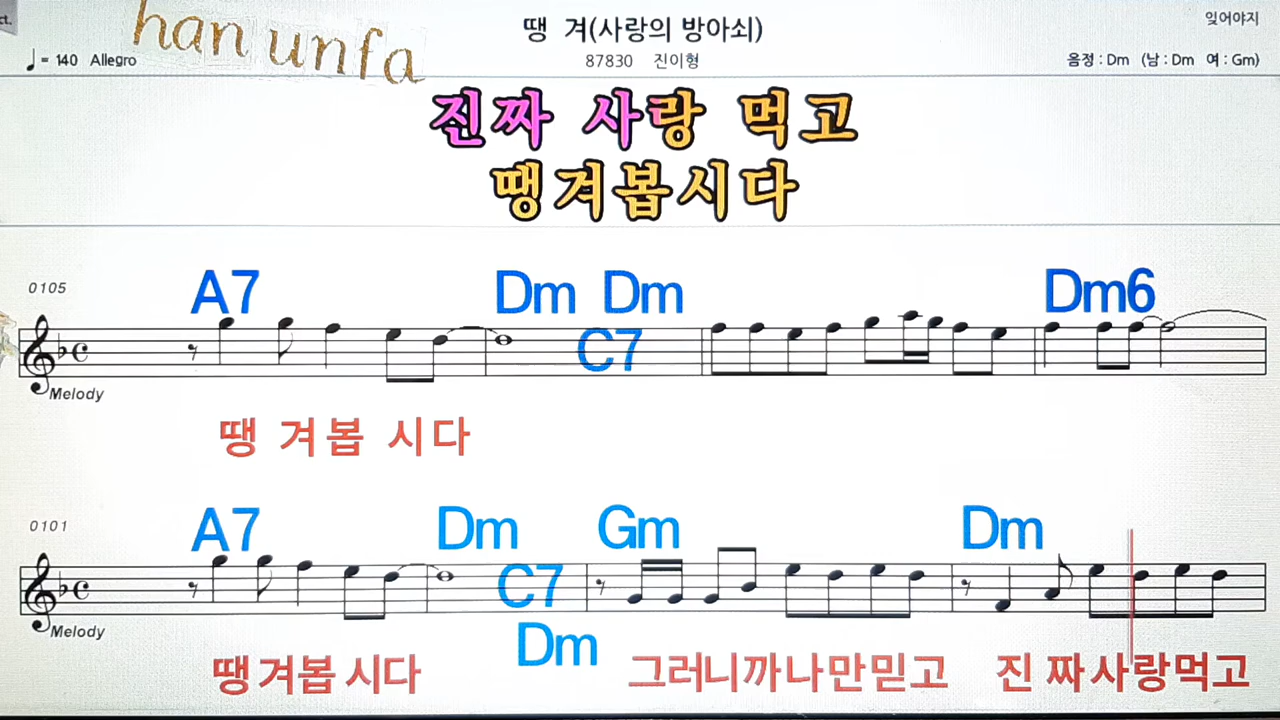 ct.
han unfa
땡 겨(사랑의 방아쇠)
잊어야지
♩= 140 Allegro
87830 진이형
음정 : Dm (남 : Dm 여 : Gm)
진짜 사랑 먹고
땡겨봅시다
0105
A7 Dm Dm Dm6
C7
Melody
땡 겨봅 시다
0101
A7 Dm Gm Dm
C7
Melody
Dm
땡겨봅시다 그러니까나만믿고 진짜사랑먹고